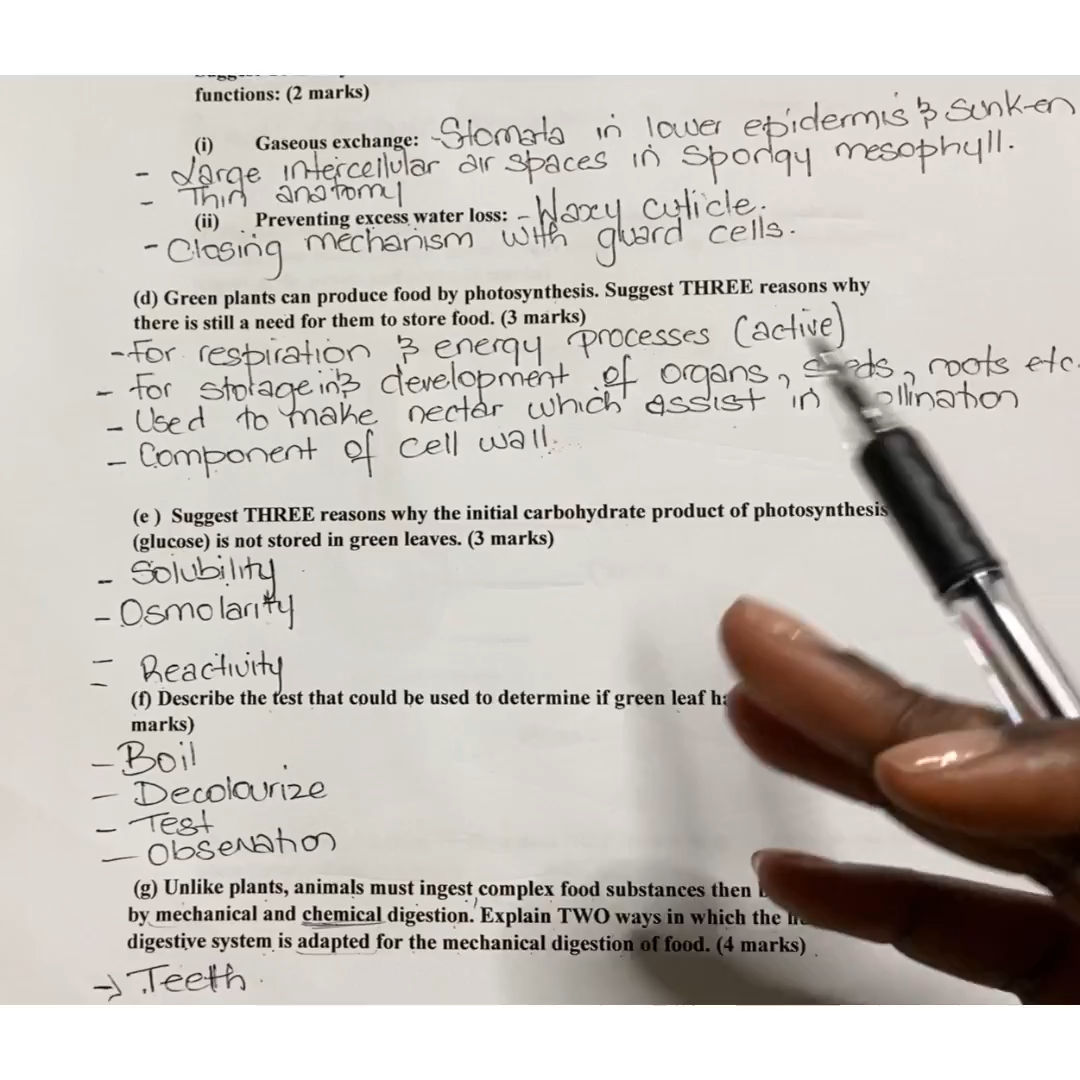 functions: (2 marks)
(i) Gaseous exchange: - Stomata in lower epidermis & sunk-en
- Large intercellular air spaces in spongy mesophyll.
- Thin anatomy
(ii) Preventing excess water loss: - Waxy cuticle.
- Closing mechanism with guard cells.
(d) Green plants can produce food by photosynthesis. Suggest THREE reasons why
there is still a need for them to store food. (3 marks)
- For respiration & energy processes (active)
- for storage in & development of organs, seeds, roots etc.
- Used to make nectar which assist in pollination
- Component of cell wall.
(e ) Suggest THREE reasons why the initial carbohydrate product of photosynthesis
(glucose) is not stored in green leaves. (3 marks)
- Solubility
- Osmolarity
- Reactivity
(f) Describe the test that could be used to determine if green leaf
marks)
- Boil
- Decolourize
- Test
- Observation
(g) Unlike plants, animals must ingest complex food substances then
by mechanical and chemical digestion. Explain TWO ways in which the
digestive system is adapted for the mechanical digestion of food. (4 marks)
→ Teeth.